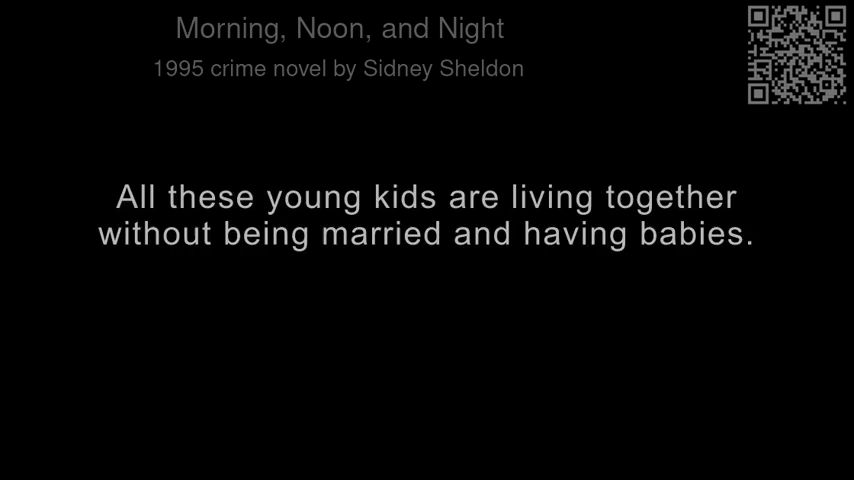 Morning, Noon, and Night
1995 crime novel by Sidney Sheldon
All these young kids are living together
without being married and having babies.